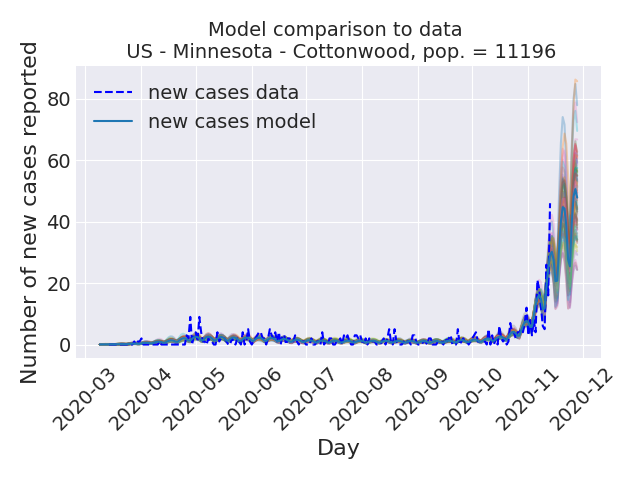 Model comparison to data
US - Minnesota - Cottonwood, pop. = 11196
Number of new cases reported
80
60
40
20
0
new cases data
new cases model
2020-03
2020-04
2020-05
2020-06
2020-07
2020-08
2020-09
2020-10
2020-11
2020-12
Day